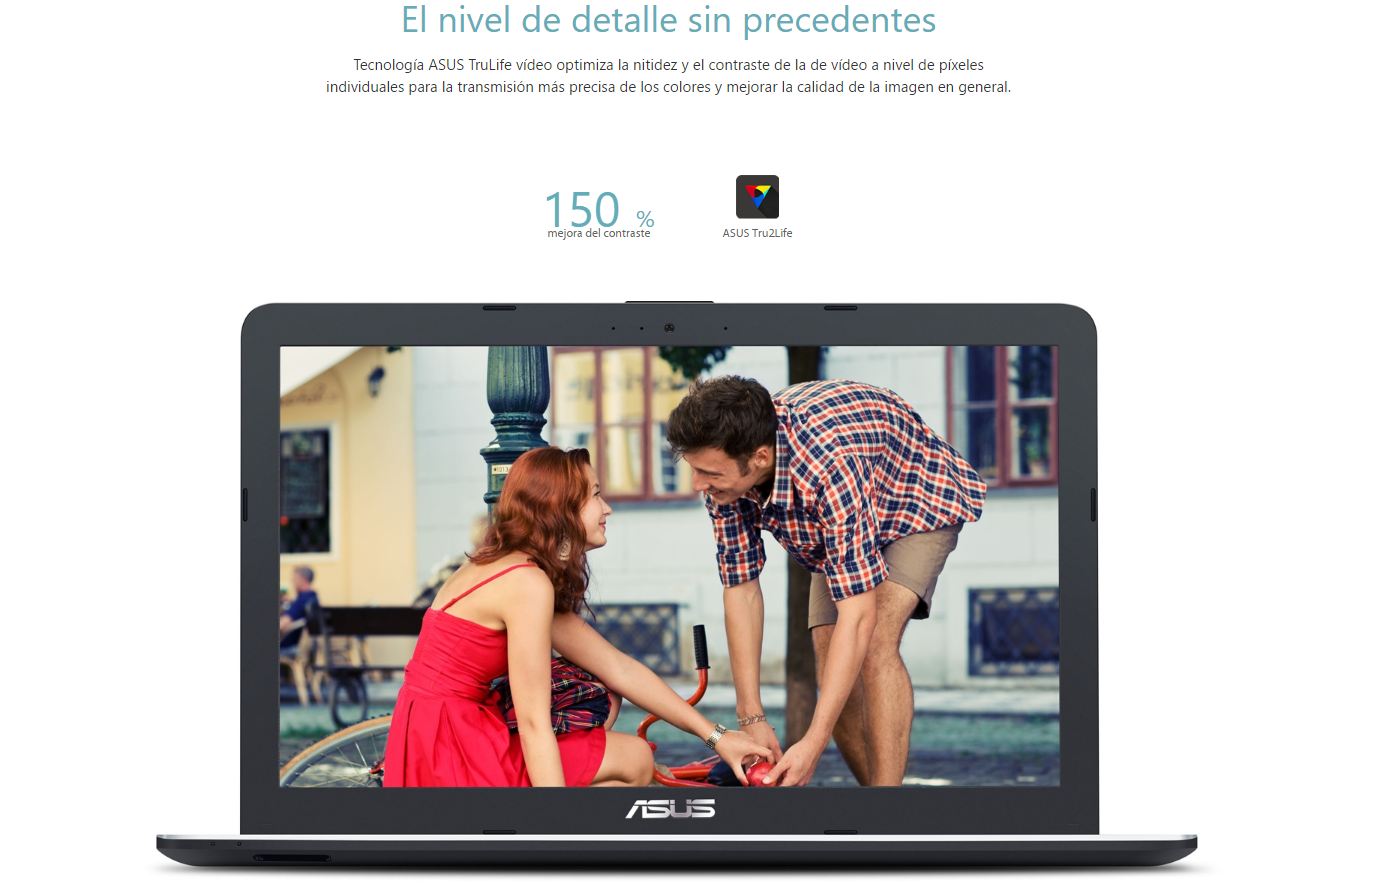 El nivel de detalle sin precedentes
Tecnología ASUS TruLife vídeo optimiza la nitidez y el contraste de la de vídeo a nivel de píxeles
individuales para la transmisión más precisa de los colores y mejorar la calidad de la imagen en general.
150 %
mejora del contraste
ASUS Tru2Life
ASUS